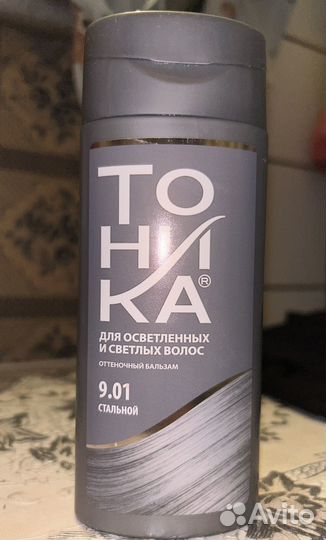 ТО
НИ
КА®
ДЛЯ ОСВЕТЛЕННЫХ
И СВЕТЛЫХ ВОЛОС
ОТТЕНОЧНЫЙ БАЛЬЗАМ
9.01
СТАЛЬНОЙ
Avito